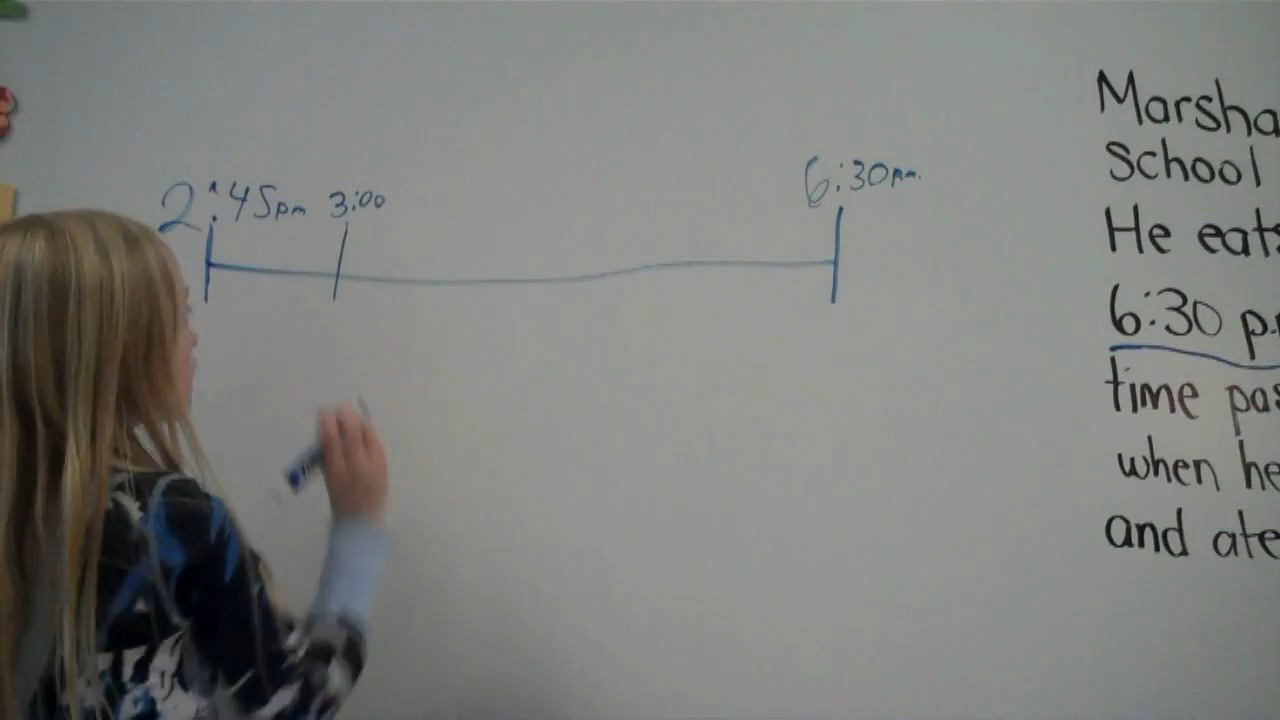 2:45pm 3:00 6:30pm.
Marsha
School
He eats
6:30 p.
time pas
when he
and ate